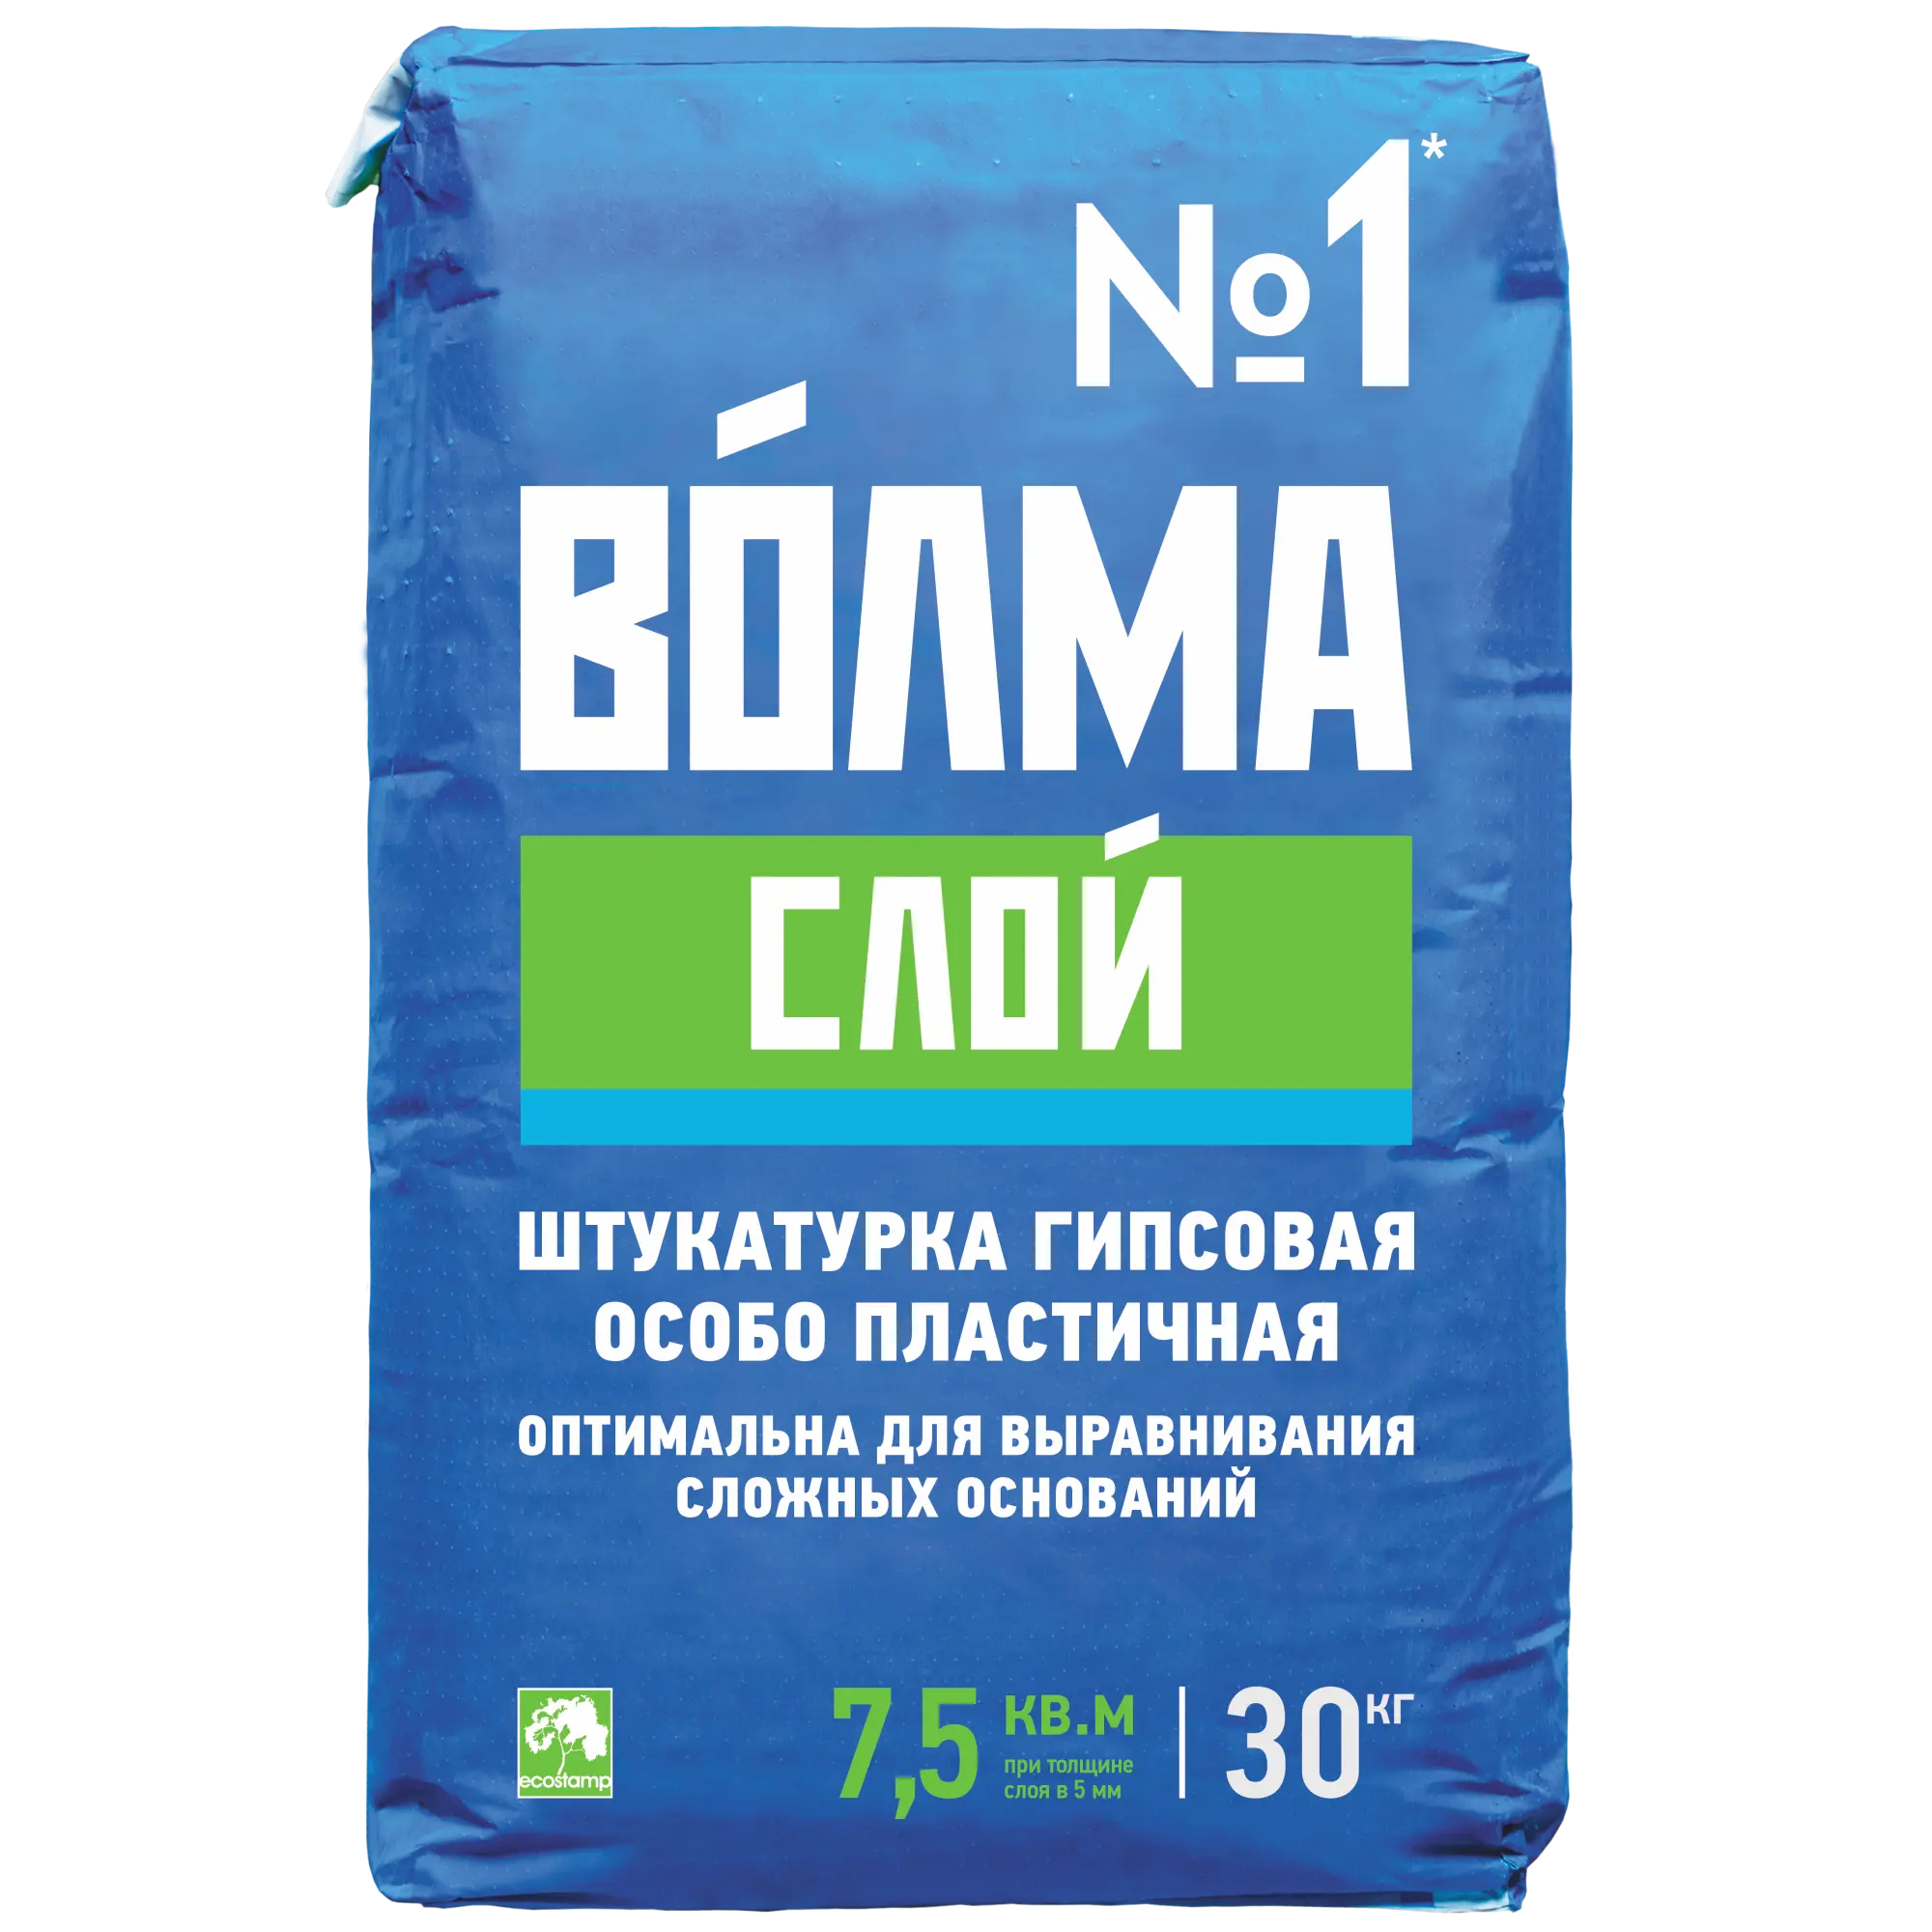 №1*
ВО́ЛМА
СЛОЙ
ШТУКАТУРКА ГИПСОВАЯ
ОСОБО ПЛАСТИЧНАЯ
ОПТИМАЛЬНА ДЛЯ ВЫРАВНИВАНИЯ
СЛОЖНЫХ ОСНОВАНИЙ
ecostamp
7,5 КВ.М
при толщине
слоя в 5 мм
30 КГ